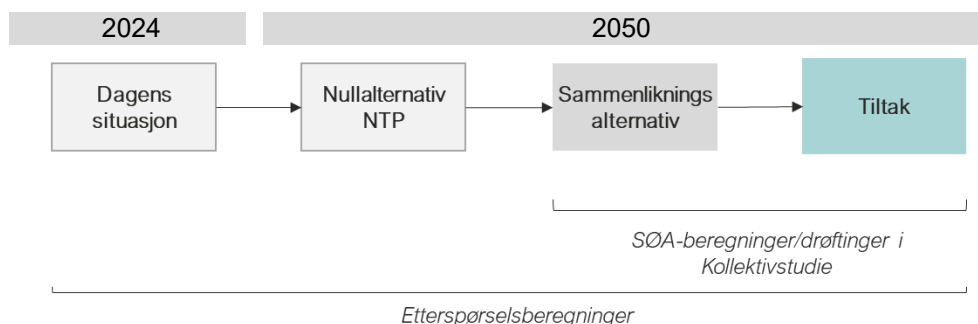 2024
2050
Dagens
situasjon
Nullalternativ
NTP
Sammenliknings
alternativ
Tiltak
SØA-beregninger/drøftinger i
Kollektivstudie
Etterspørselsberegninger